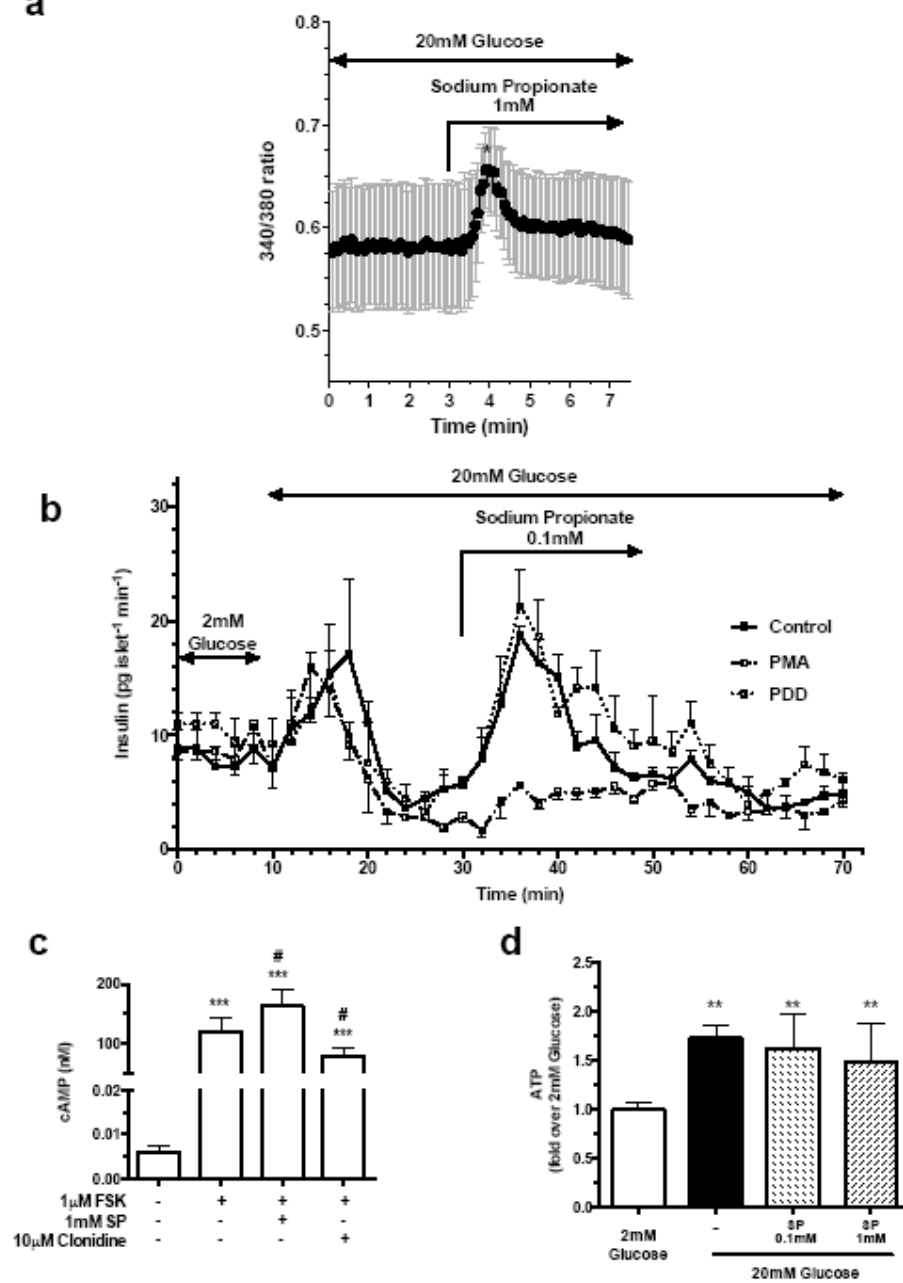 a
0.8
20mM Glucose
Sodium Propionate
1mM
0.7
*
340/380 ratio
0.6
0.5
0 1 2 3 4 5 6 7
Time (min)
b
20mM Glucose
30
Sodium Propionate
0.1mM
Insulin (pg islet⁻¹ min⁻¹)
20
2mM
Glucose
Control
PMA
PDD
10
0
0 10 20 30 40 50 60 70
Time (min)
c
200
100
0.02
0.01
0.00
cAMP (nM)
***
#
***
#
***
1μM FSK - + + +
1mM SP - - + -
10μM Clonidine - - - +
d
2.5
2.0
1.5
1.0
0.5
0.0
ATP
(fold over 2mM Glucose)
** ** **
2mM
Glucose
-
SP
0.1mM
SP
1mM
20mM Glucose